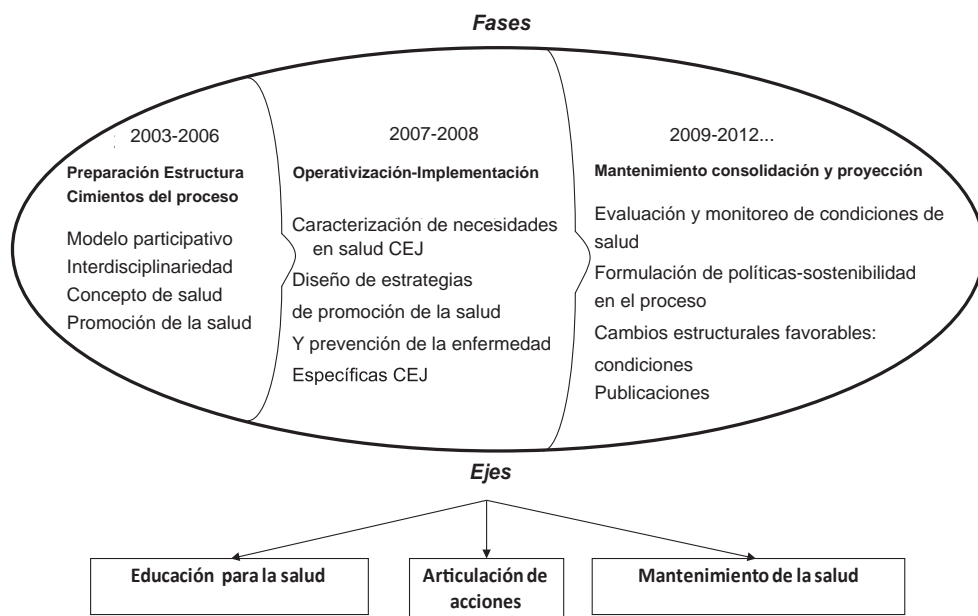 Fases
2003-2006
Preparación Estructura
Cimientos del proceso
Modelo participativo
Interdisciplinariedad
Concepto de salud
Promoción de la salud
2007-2008
Operativización-Implementación
Caracterización de necesidades
en salud CEJ
Diseño de estrategias
de promoción de la salud
Y prevención de la enfermedad
Específicas CEJ
2009-2012...
Mantenimiento consolidación y proyección
Evaluación y monitoreo de condiciones de
salud
Formulación de políticas-sostenibilidad
en el proceso
Cambios estructurales favorables:
condiciones
Publicaciones
Ejes
Educación para la salud
Articulación de
acciones
Mantenimiento de la salud